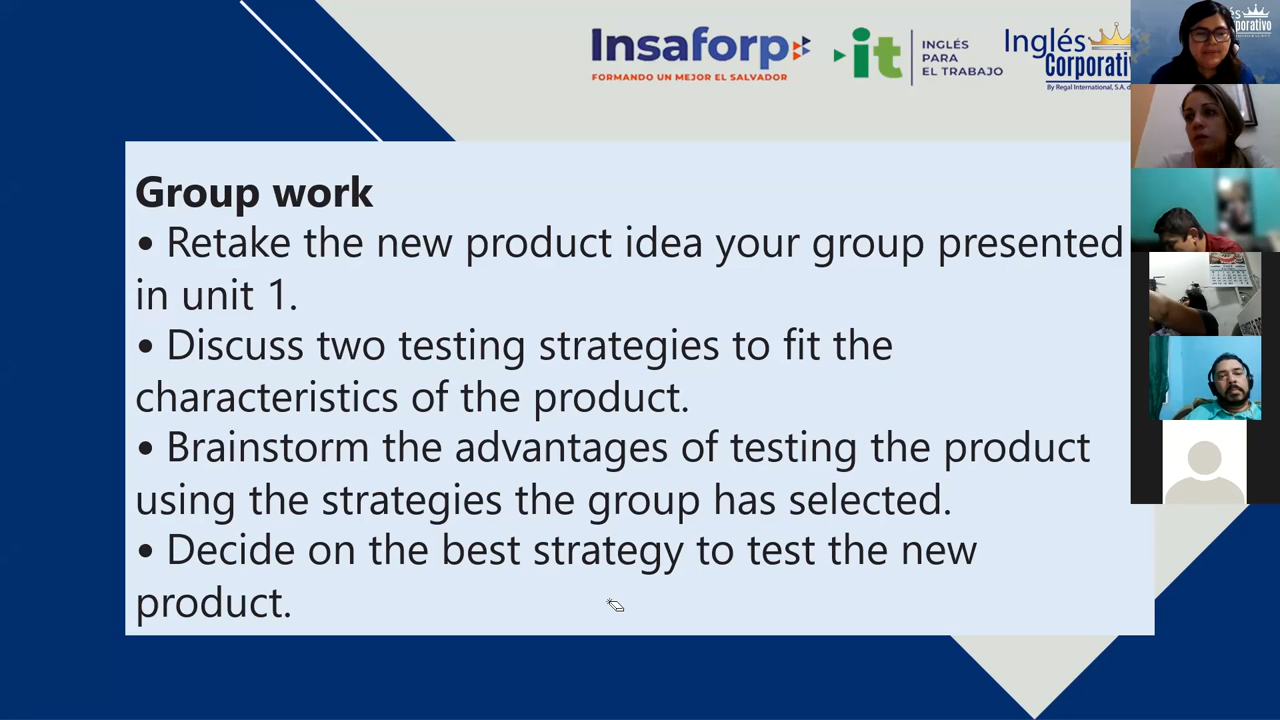 Insaforp
FORMANDO UN MEJOR EL SALVADOR
it
INGLÉS
PARA
EL TRABAJO
Inglés
Corporati
By Regal International, S.A. d
Group work
• Retake the new product idea your group presented
in unit 1.
• Discuss two testing strategies to fit the
characteristics of the product.
• Brainstorm the advantages of testing the product
using the strategies the group has selected.
• Decide on the best strategy to test the new
product.